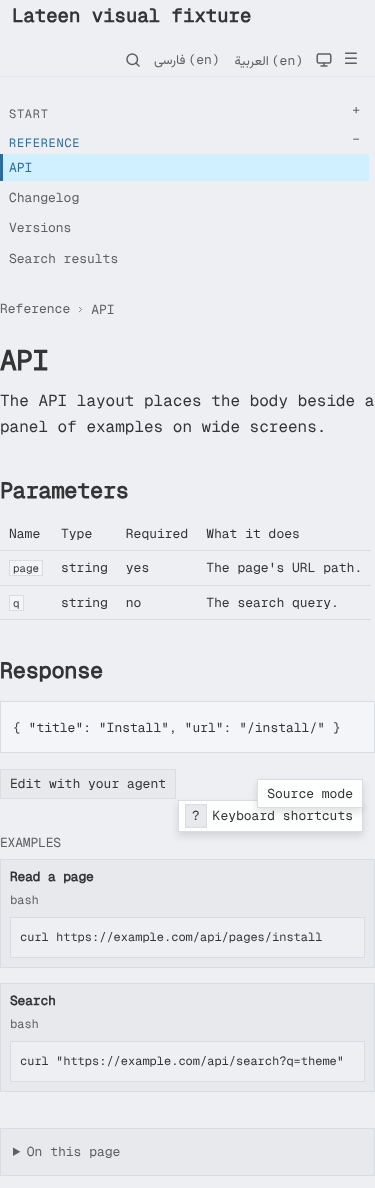 Lateen visual fixture
فارسی (en) العربية (en)
START +
REFERENCE −
API
Changelog
Versions
Search results
Reference › API
API
The API layout places the body beside a
panel of examples on wide screens.
Parameters
Name Type Required What it does
page string yes The page's URL path.
q string no The search query.
Response
{ "title": "Install", "url": "/install/" }
Edit with your agent
Source mode
? Keyboard shortcuts
EXAMPLES
Read a page
bash
curl https://example.com/api/pages/install
Search
bash
curl "https://example.com/api/search?q=theme"
▶ On this page